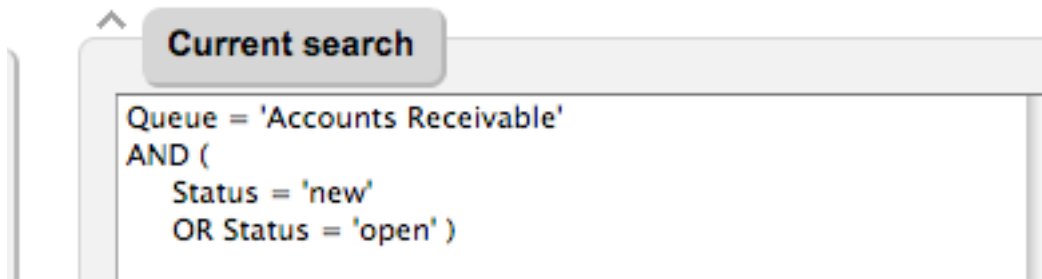 Current search
Queue = 'Accounts Receivable'
AND (
Status = 'new'
OR Status = 'open' )